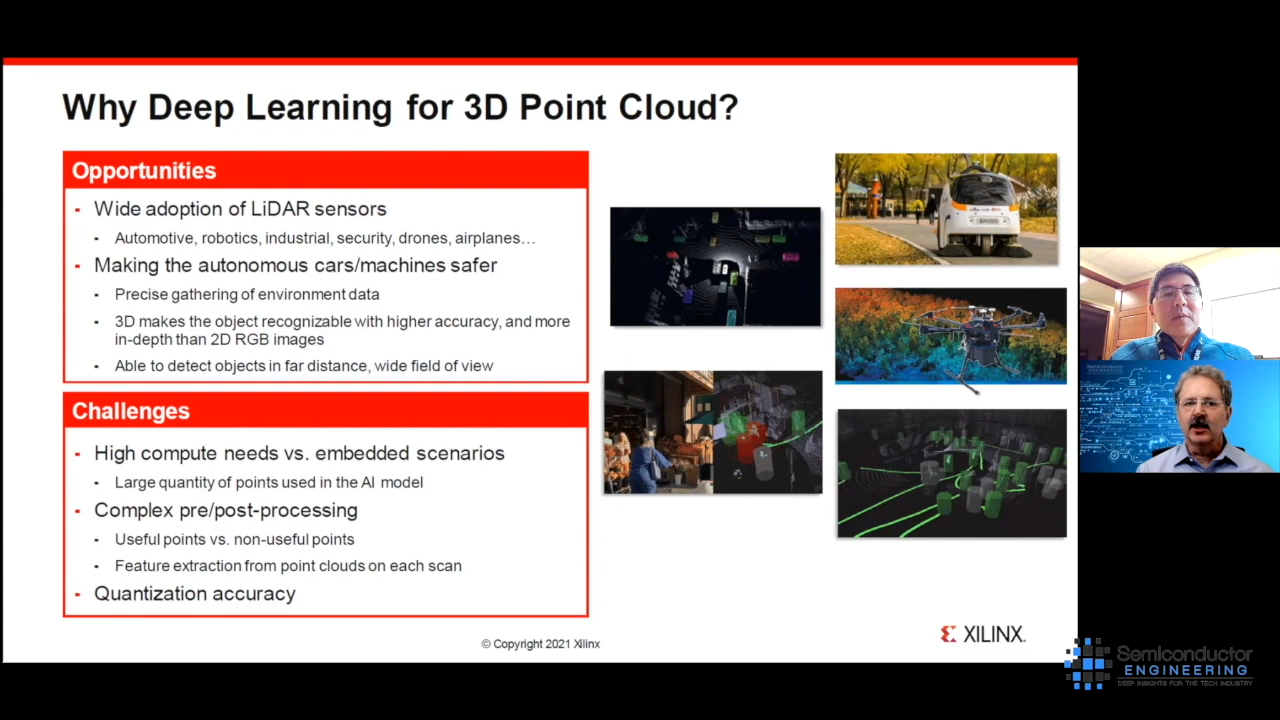 Why Deep Learning for 3D Point Cloud?
Opportunities
Wide adoption of LiDAR sensors
Automotive, robotics, industrial, security, drones, airplanes…
Making the autonomous cars/machines safer
Precise gathering of environment data
3D makes the object recognizable with higher accuracy, and more
in-depth than 2D RGB images
Able to detect objects in far distance, wide field of view
Challenges
High compute needs vs. embedded scenarios
Large quantity of points used in the AI model
Complex pre/post-processing
Useful points vs. non-useful points
Feature extraction from point clouds on each scan
Quantization accuracy
© Copyright 2021 Xilinx
XILINX.
Semiconductor
ENGINEERING
DEEP INSIGHTS FOR THE TECH INDUSTRY